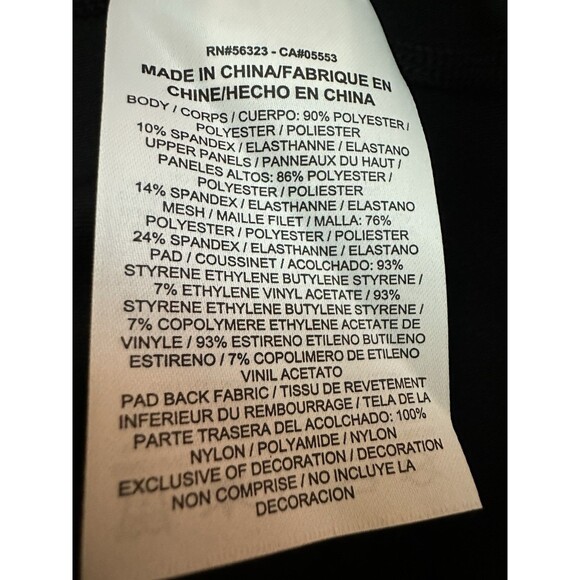 RN#56323 - CA#05553
MADE IN CHINA/FABRIQUE EN
CHINE/HECHO EN CHINA
BODY / CORPS / CUERPO: 90% POLYESTER /
POLYESTER / POLIESTER
10% SPANDEX / ELASTHANNE / ELASTANO
UPPER PANELS / PANNEAUX DU HAUT /
PANELES ALTOS: 86% POLYESTER /
POLYESTER / POLIESTER
14% SPANDEX / ELASTHANNE / ELASTANO
MESH / MAILLE FILET / MALLA: 76%
POLYESTER / POLYESTER / POLIESTER
24% SPANDEX / ELASTHANNE / ELASTANO
PAD / COUSSINET / ACOLCHADO: 93%
STYRENE ETHYLENE BUTYLENE STYRENE /
7% ETHYLENE VINYL ACETATE / 93%
STYRENE ETHYLENE BUTYLENE STYRENE /
7% COPOLYMERE ETHYLENE ACETATE DE
VINYLE / 93% ESTIRENO ETILENO BUTILENO
ESTIRENO / 7% COPOLIMERO DE ETILENO
VINIL ACETATO
PAD BACK FABRIC / TISSU DE REVETEMENT
INFERIEUR DU REMBOURRAGE / TELA DE LA
PARTE TRASERA DEL ACOLCHADO: 100%
NYLON / POLYAMIDE / NYLON
EXCLUSIVE OF DECORATION / DECORATION
NON COMPRISE / NO INCLUYE LA
DECORACION